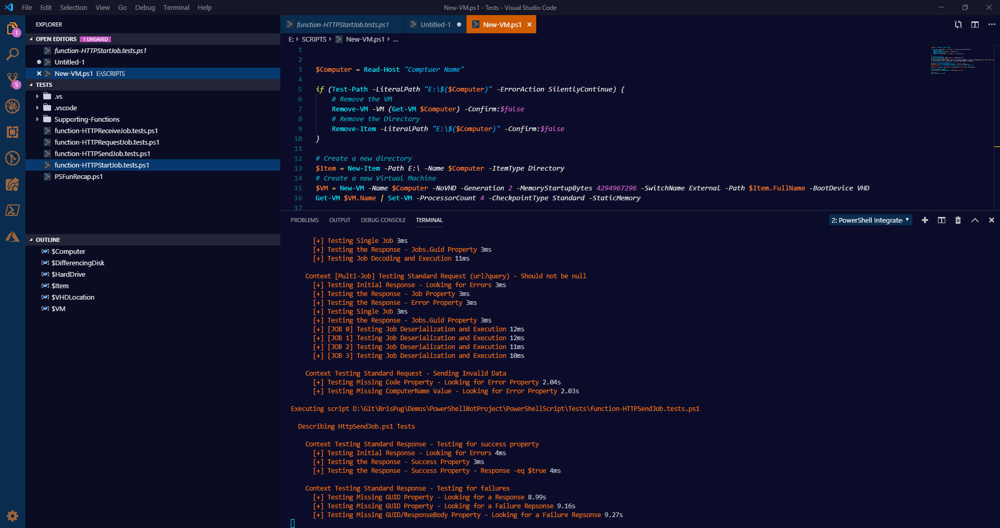 File Edit Selection View Go Debug Terminal Help
New-VM.ps1 - Tests - Visual Studio Code
EXPLORER
OPEN EDITORS 1 UNSAVED
function-HTTPStartJob.tests.ps1
Untitled-1
New-VM.ps1 E:\SCRIPTS
TESTS
.vs
.vscode
Supporting-Functions
function-HTTPReceiveJob.tests.ps1
function-HTTPRequestJob.tests.ps1
function-HTTPSendJob.tests.ps1
function-HTTPStartJob.tests.ps1
PSFunRecap.ps1
OUTLINE
$Computer
$DifferencingDisk
$HardDrive
$Item
$VHDLocation
$VM
1
5
function-HTTPStartJob.tests.ps1 Untitled-1 New-VM.ps1
E: SCRIPTS New-VM.ps1 ...
1
2
3 $Computer = Read-Host "Comptuer Name"
4
5 if (Test-Path -LiteralPath "E:\$($Computer)" -ErrorAction SilentlyContinue) {
6 # Remove the VM
7 Remove-VM -VM (Get-VM $Computer) -Confirm:$false
8 # Remove the Directory
9 Remove-Item -LiteralPath "E:\$($Computer)" -Confirm:$false
10 }
11
12 # Create a new directory
13 $Item = New-Item -Path E:\ -Name $Computer -ItemType Directory
14 # Create a new Virtual Machine
15 $VM = New-VM -Name $Computer -NoVHD -Generation 2 -MemoryStartupBytes 4294967296 -SwitchName External -Path $Item.FullName -BootDevice VHD
16 Get-VM $VM.Name | Set-VM -ProcessorCount 4 -CheckpointType Standard -StaticMemory
17
PROBLEMS OUTPUT DEBUG CONSOLE TERMINAL 2: PowerShell Integrate
[+] Testing Single Job 3ms
[+] Testing the Response - Jobs.Guid Property 3ms
[+] Testing Job Decoding and Execution 11ms
Context [Multi-Job] Testing Standard Request (url?query) - Should not be null
[+] Testing Initial Response - Looking for Errors 3ms
[+] Testing the Response - Job Property 3ms
[+] Testing the Response - Error Property 3ms
[+] Testing Single Job 3ms
[+] Testing the Response - Jobs.Guid Property 3ms
[+] [JOB 0] Testing Job Deserialization and Execution 12ms
[+] [JOB 1] Testing Job Deserialization and Execution 12ms
[+] [JOB 2] Testing Job Deserialization and Execution 11ms
[+] [JOB 3] Testing Job Deserialization and Execution 10ms
Context Testing Standard Request - Sending Invalid Data
[+] Testing Missing Code Property - Looking for Error Property 2.04s
[+] Testing Missing ComputerName Value - Looking for Error Property 2.03s
Executing script D:\Git\BrisPug\Demos\PowerShellBotProject\PowerShellScript\Tests\function-HTTPSendJob.tests.ps1
Describing HttpSendJob.ps1 Tests
Context Testing Standard Response - Testing for success property
[+] Testing Initial Response - Looking for Errors 4ms
[+] Testing the Response - Success Property 3ms
[+] Testing the Response - Success Property - Response -eq $true 4ms
Context Testing Standard Response - Testing for failures
[+] Testing Missing GUID Property - Looking for a Response 8.99s
[+] Testing Missing GUID Property - Looking for a Failure Repsonse 9.16s
[+] Testing Missing GUID/ResponseBody Property - Looking for a Failure Repsonse 9.27s